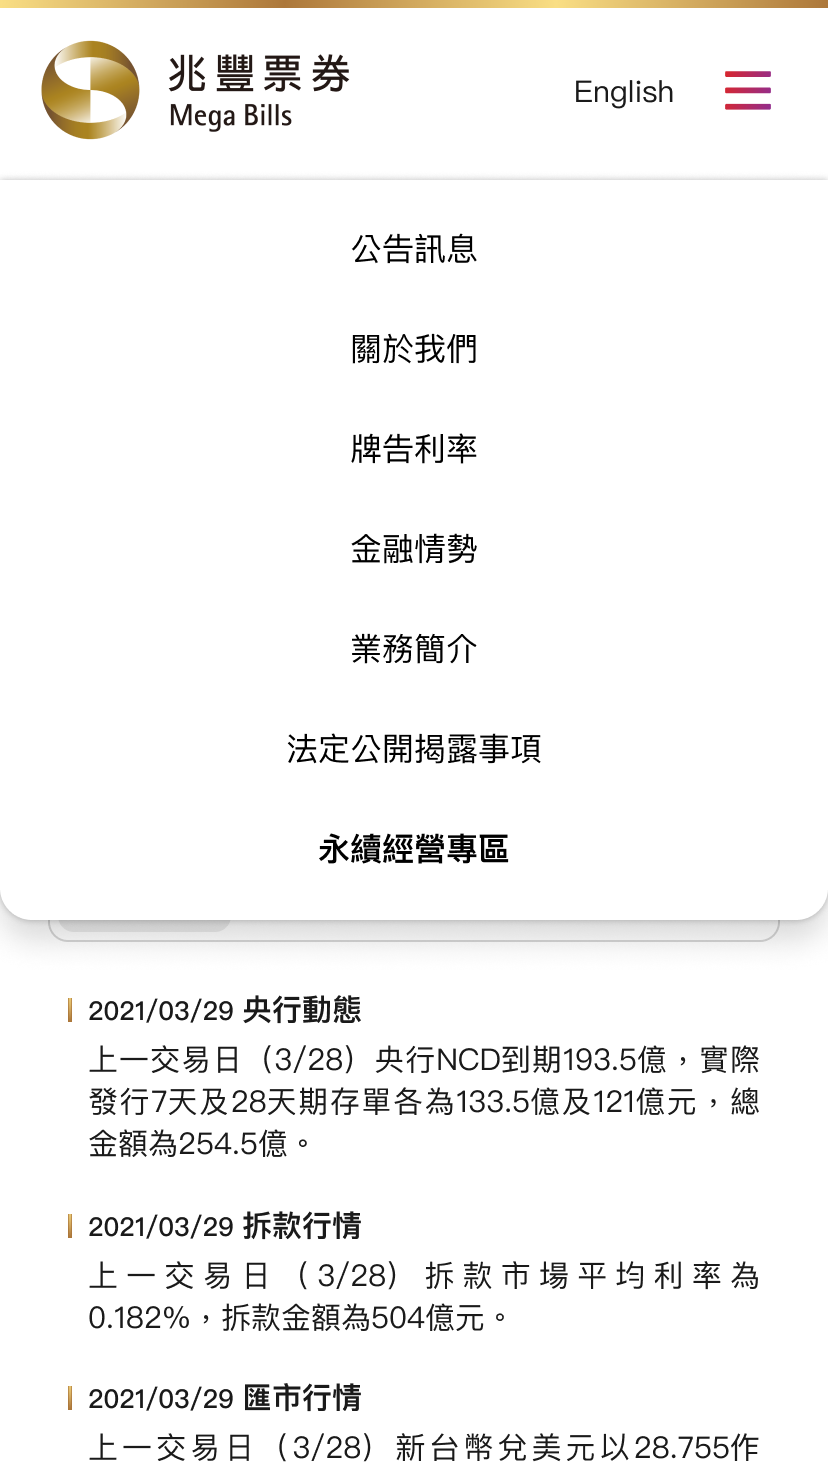 兆豐票券
Mega Bills
English
公告訊息
關於我們
牌告利率
金融情勢
業務簡介
法定公開揭露事項
永續經營專區
2021/03/29 央行動態
上一交易日（3/28）央行NCD到期193.5億，實際
發行7天及28天期存單各為133.5億及121億元，總
金額為254.5億。
2021/03/29 拆款行情
上一交易日（3/28）拆款市場平均利率為
0.182%，拆款金額為504億元。
2021/03/29 匯市行情
上一交易日（3/28）新台幣兌美元以28.755作